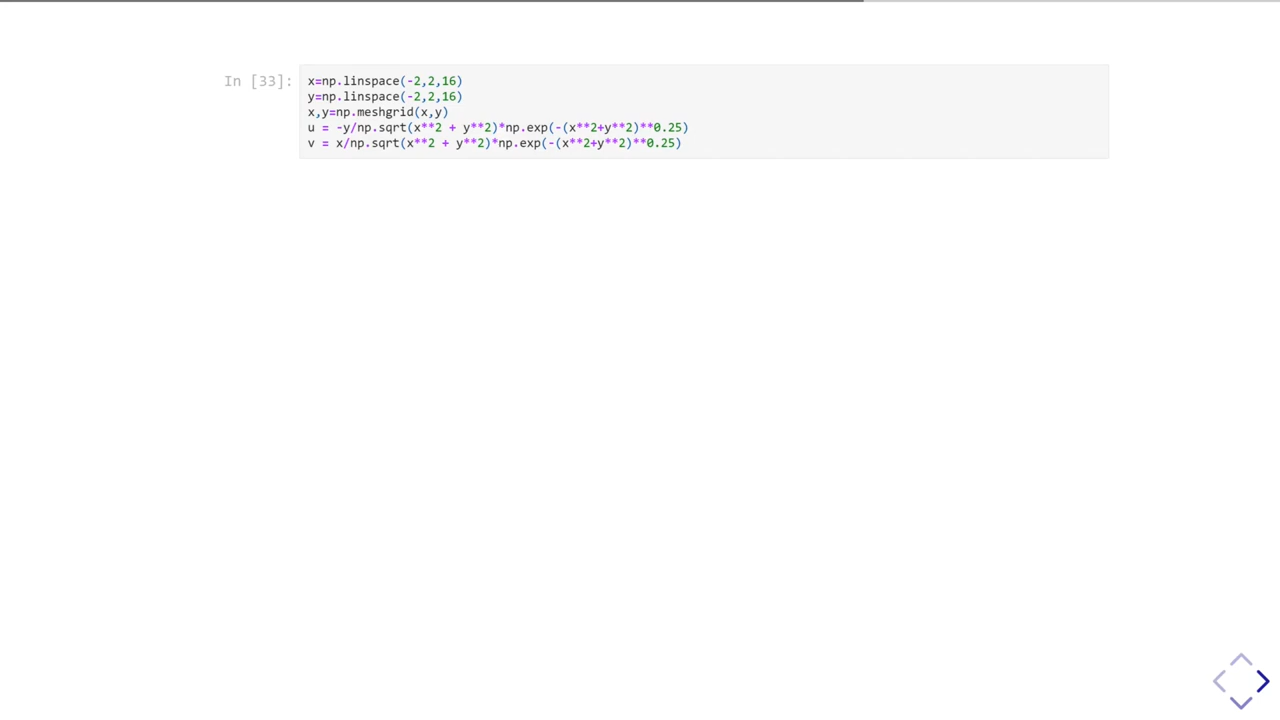 In [33]:
x=np.linspace(-2,2,16)
y=np.linspace(-2,2,16)
x,y=np.meshgrid(x,y)
u = -y/np.sqrt(x**2 + y**2)*np.exp(-(x**2+y**2)**0.25)
v = x/np.sqrt(x**2 + y**2)*np.exp(-(x**2+y**2)**0.25)